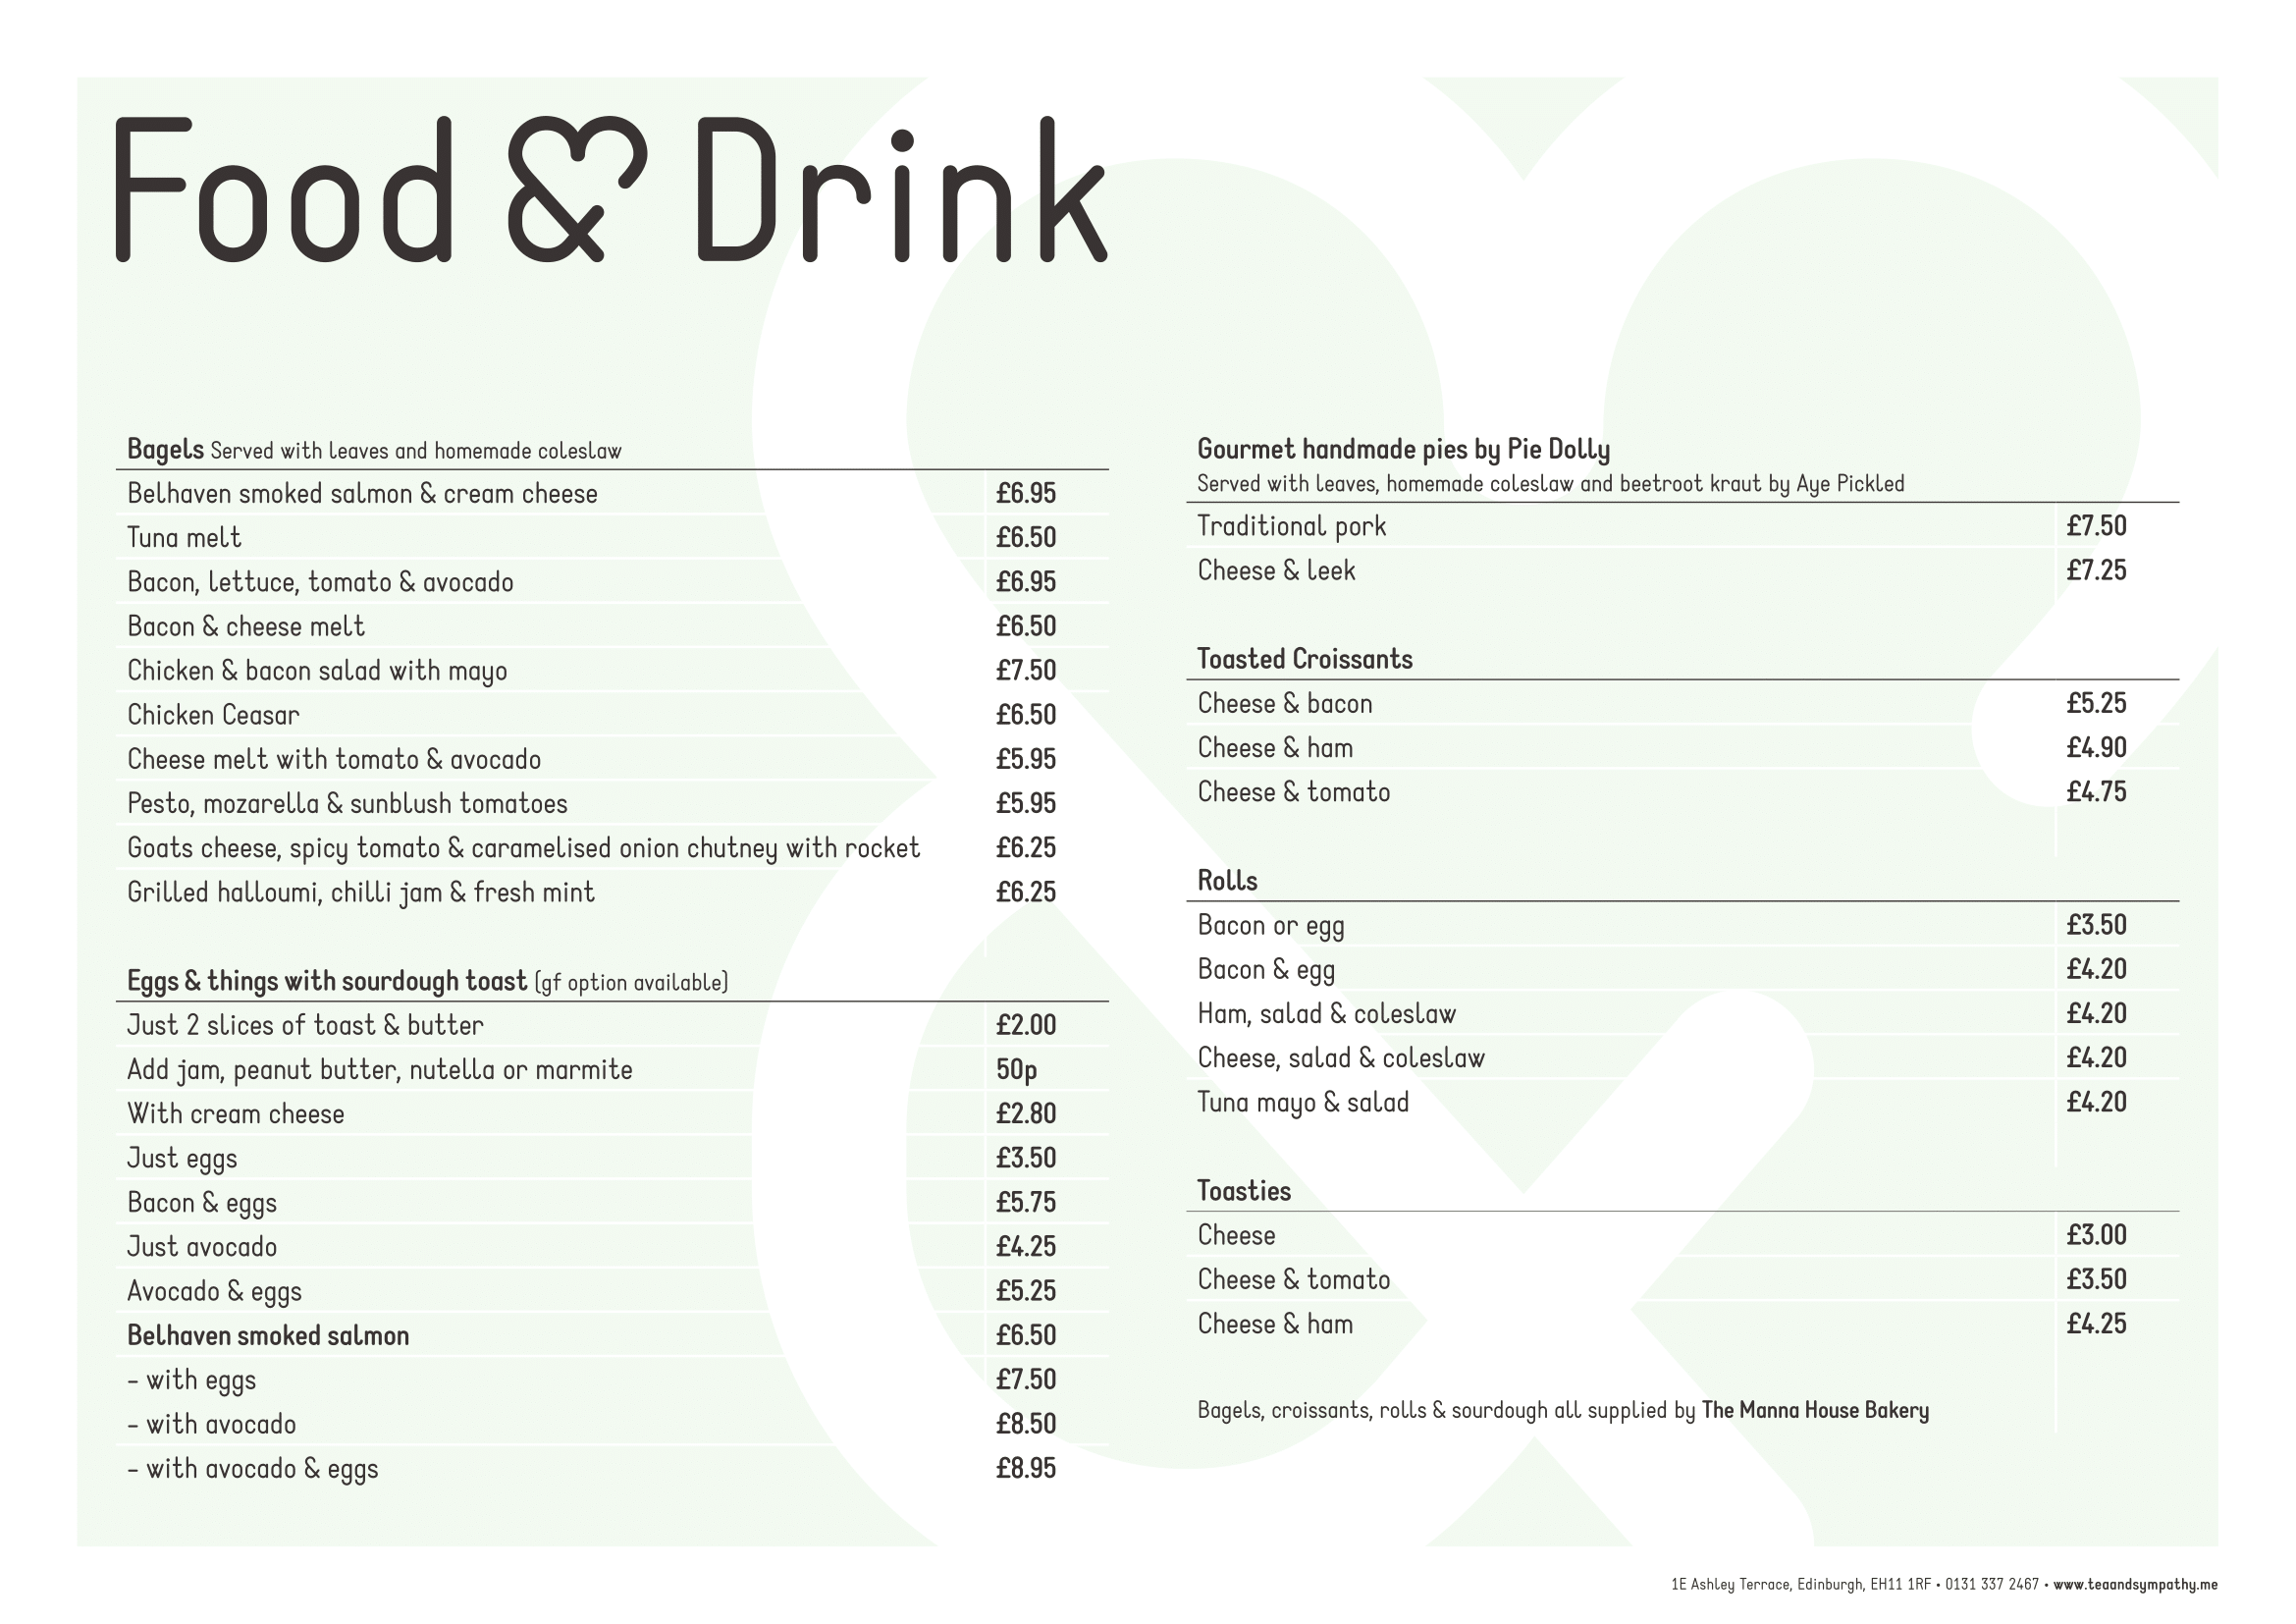 Food & Drink
Bagels Served with leaves and homemade coleslaw
Belhaven smoked salmon & cream cheese £6.95
Tuna melt £6.50
Bacon, lettuce, tomato & avocado £6.95
Bacon & cheese melt £6.50
Chicken & bacon salad with mayo £7.50
Chicken Ceasar £6.50
Cheese melt with tomato & avocado £5.95
Pesto, mozarella & sunblush tomatoes £5.95
Goats cheese, spicy tomato & caramelised onion chutney with rocket £6.25
Grilled halloumi, chilli jam & fresh mint £6.25
Eggs & things with sourdough toast (gf option available)
Just 2 slices of toast & butter £2.00
Add jam, peanut butter, nutella or marmite 50p
With cream cheese £2.80
Just eggs £3.50
Bacon & eggs £5.75
Just avocado £4.25
Avocado & eggs £5.25
Belhaven smoked salmon £6.50
- with eggs £7.50
- with avocado £8.50
- with avocado & eggs £8.95
Gourmet handmade pies by Pie Dolly
Served with leaves, homemade coleslaw and beetroot kraut by Aye Pickled
Traditional pork £7.50
Cheese & leek £7.25
Toasted Croissants
Cheese & bacon £5.25
Cheese & ham £4.90
Cheese & tomato £4.75
Rolls
Bacon or egg £3.50
Bacon & egg £4.20
Ham, salad & coleslaw £4.20
Cheese, salad & coleslaw £4.20
Tuna mayo & salad £4.20
Toasties
Cheese £3.00
Cheese & tomato £3.50
Cheese & ham £4.25
Bagels, croissants, rolls & sourdough all supplied by The Manna House Bakery
1E Ashley Terrace, Edinburgh, EH11 1RF • 0131 337 2467 • www.teaandsympathy.me